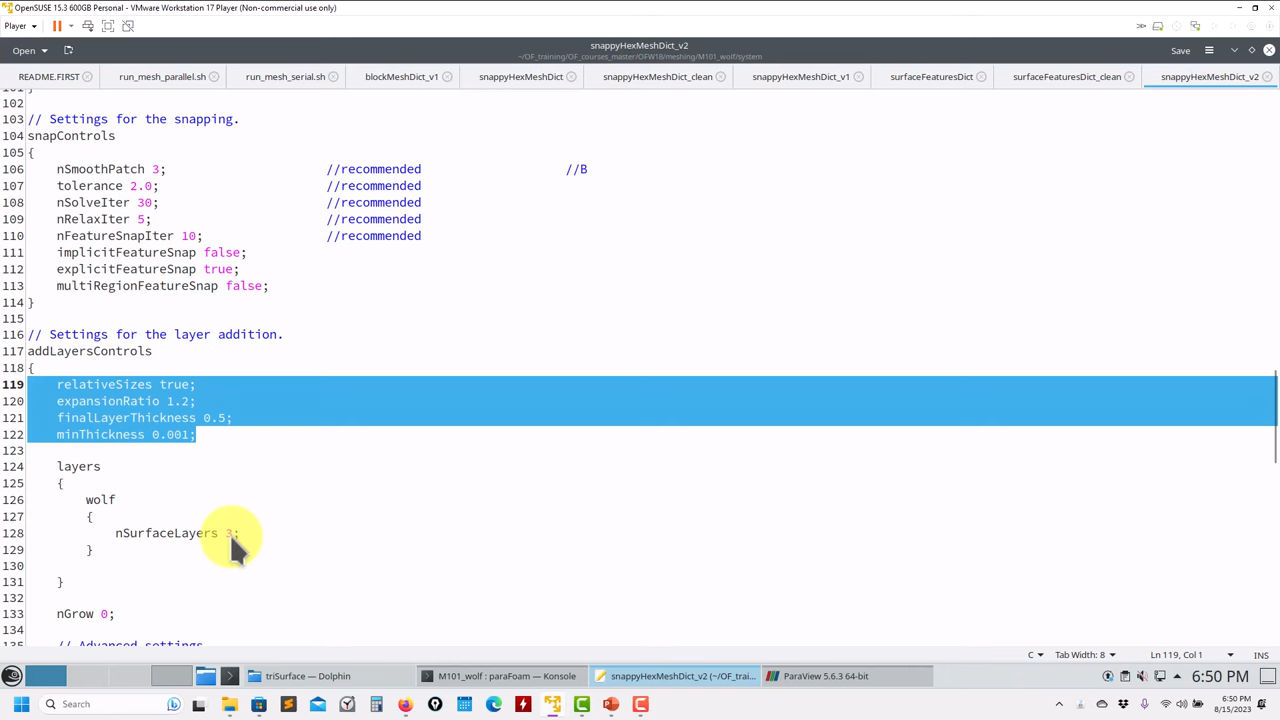 OpenSUSE 15.3 600GB Personal - VMware Workstation 17 Player (Non-commercial use only)
Player
snappyHexMeshDict_v2
~/OF_training/OF_courses_master/OFW18/meshing/M101_wolf/system
Open
Save
README.FIRST
run_mesh_parallel.sh
run_mesh_serial.sh
blockMeshDict_v1
snappyHexMeshDict
snappyHexMeshDict_clean
snappyHexMeshDict_v1
surfaceFeaturesDict
surfaceFeaturesDict_clean
snappyHexMeshDict_v2
102
103 // Settings for the snapping.
104 snapControls
105 {
106 nSmoothPatch 3; //recommended //B
107 tolerance 2.0; //recommended
108 nSolveIter 30; //recommended
109 nRelaxIter 5; //recommended
110 nFeatureSnapIter 10; //recommended
111 implicitFeatureSnap false;
112 explicitFeatureSnap true;
113 multiRegionFeatureSnap false;
114 }
115
116 // Settings for the layer addition.
117 addLayersControls
118 {
119 relativeSizes true;
120 expansionRatio 1.2;
121 finalLayerThickness 0.5;
122 minThickness 0.001;
123
124 layers
125 {
126 wolf
127 {
128 nSurfaceLayers 3;
129 }
130
131 }
132
133 nGrow 0;
134
135 // Advanced settings
C
Tab Width: 8
Ln 119, Col 1
INS
triSurface — Dolphin
M101_wolf : paraFoam — Konsole
snappyHexMeshDict_v2 (~/OF_trai...
ParaView 5.6.3 64-bit
6:50 PM
Search
6:50 PM
8/15/2023